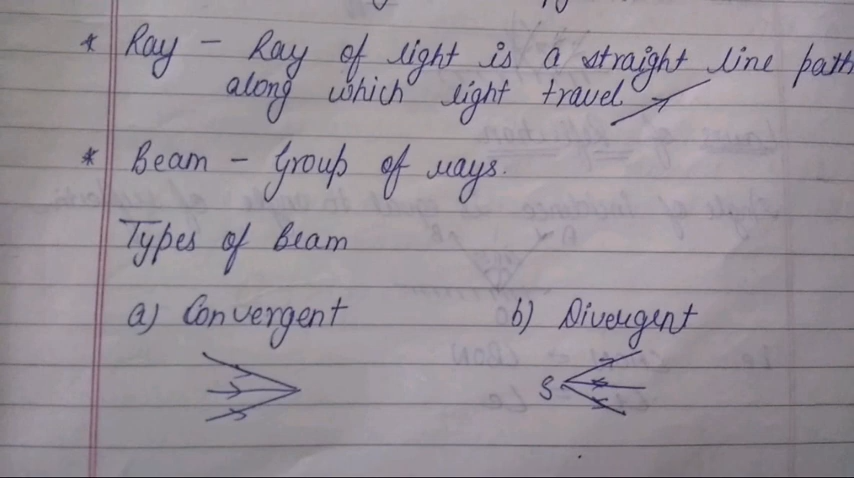 * Ray - Ray of light is a straight line path
along which light travel.
* Beam - Group of rays.
Types of Beam
a) Convergent b) Divergent
S